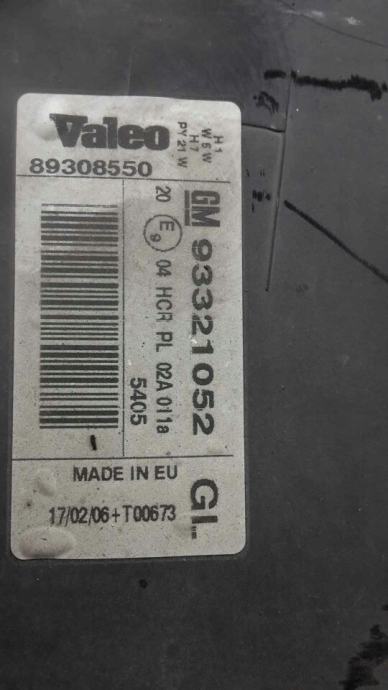 Valeo
H1
W5W
H7
PY21W
89308550
GM 93321052 GL
20 E9 04 HCR PL 02A 011a
5405
MADE IN EU
17/02/06+T00673